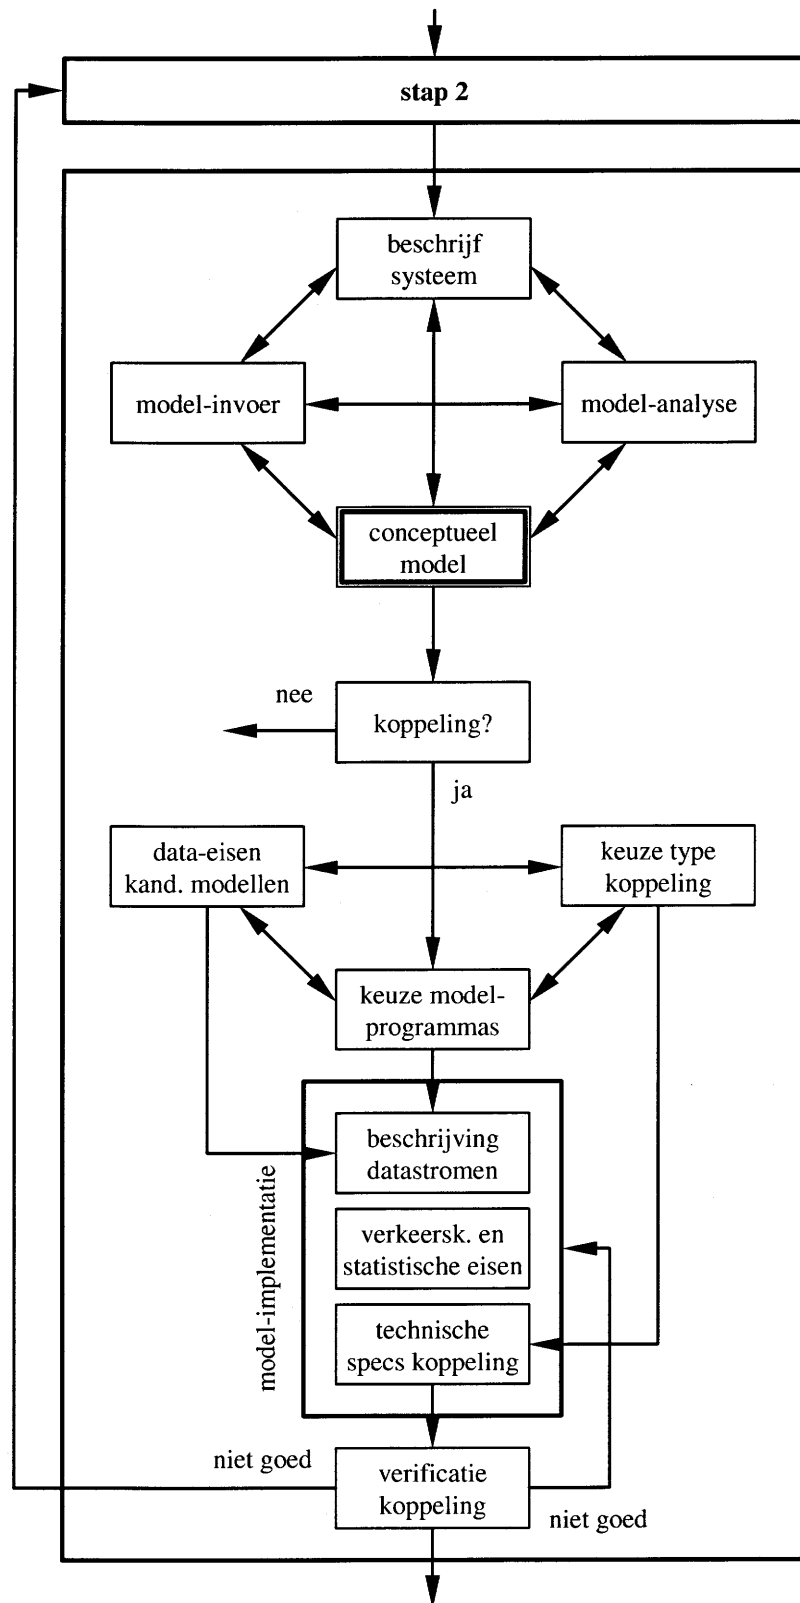 stap 2
beschrijf
systeem
model-invoer
model-analyse
conceptueel
model
nee
koppeling?
ja
data-eisen
kand. modellen
keuze type
koppeling
keuze model-
programmas
beschrijving
datastromen
model-implementatie
verkeersk. en
statistische eisen
technische
specs koppeling
niet goed
verificatie
koppeling
niet goed